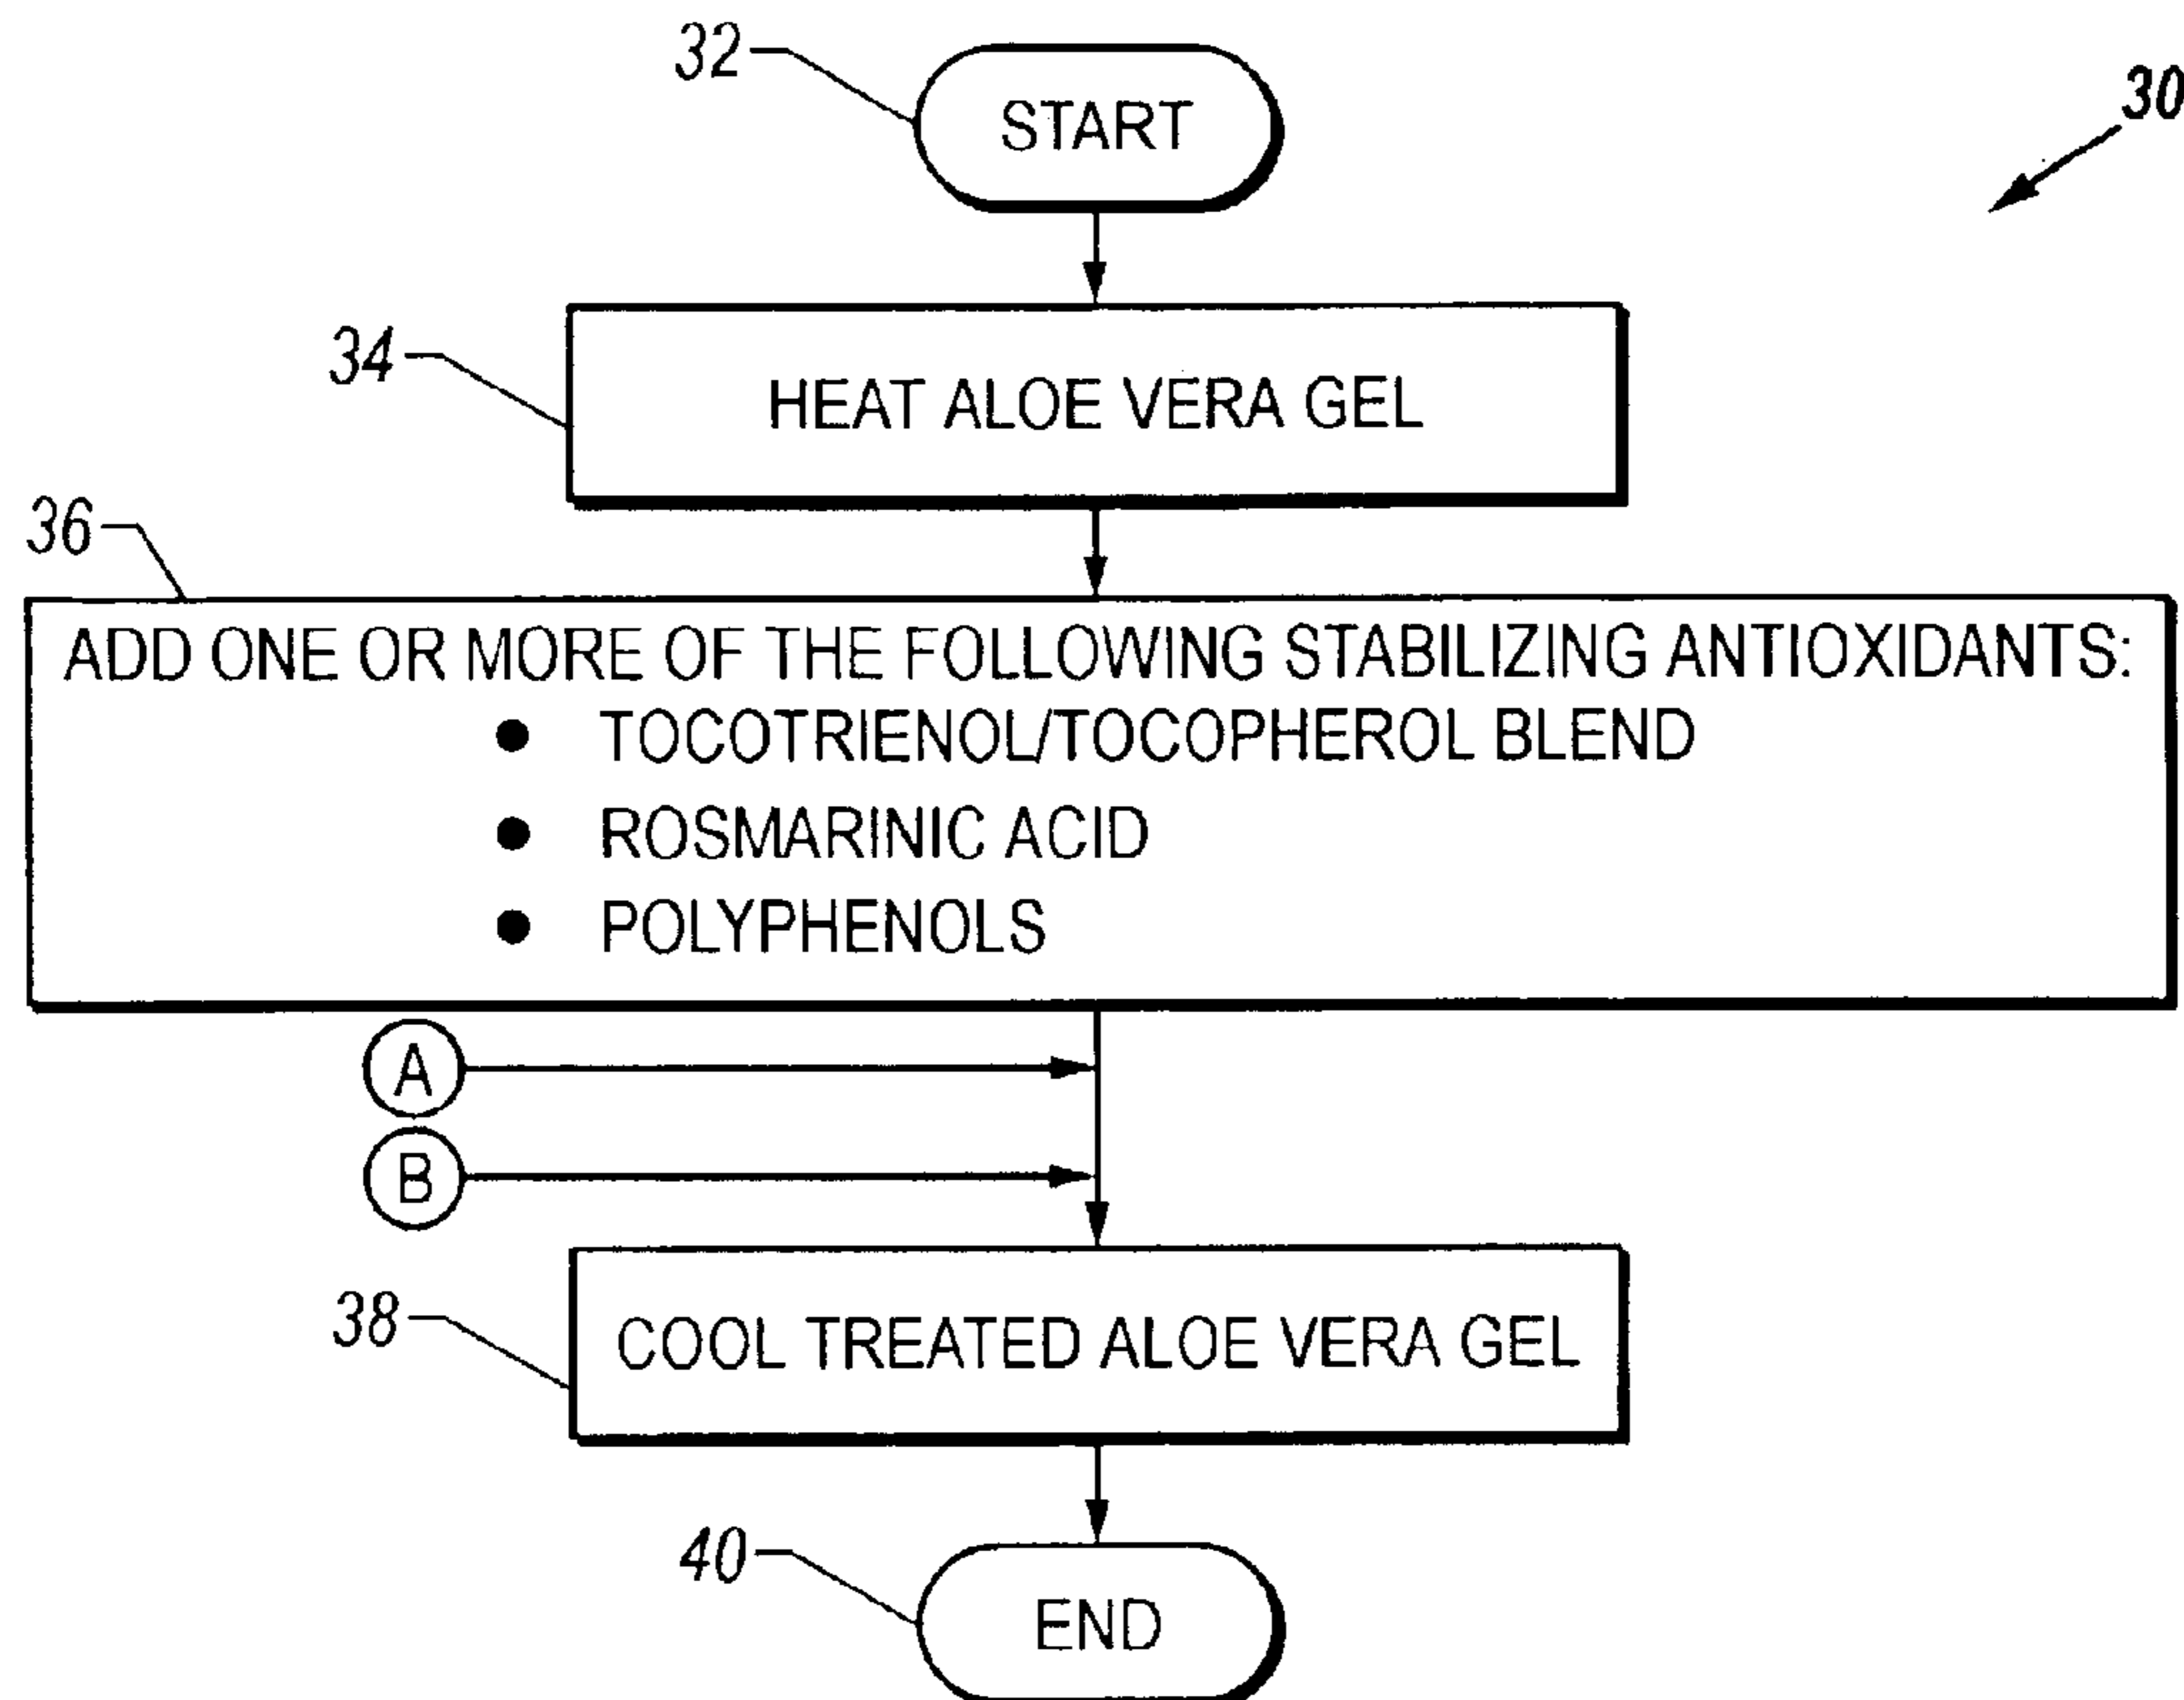 32
START
30
34
HEAT ALOE VERA GEL
36
ADD ONE OR MORE OF THE FOLLOWING STABILIZING ANTIOXIDANTS:
● TOCOTRIENOL/TOCOPHEROL BLEND
● ROSMARINIC ACID
● POLYPHENOLS
A
B
38
COOL TREATED ALOE VERA GEL
40
END